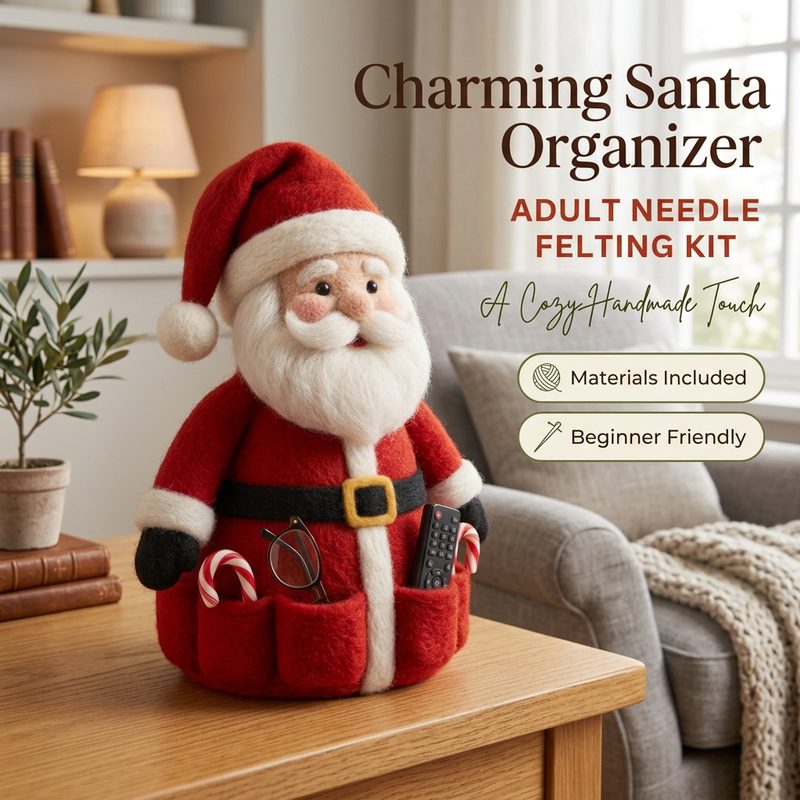 Charming Santa
Organizer
ADULT NEEDLE
FELTING KIT
A Cozy Handmade Touch
Materials Included
Beginner Friendly